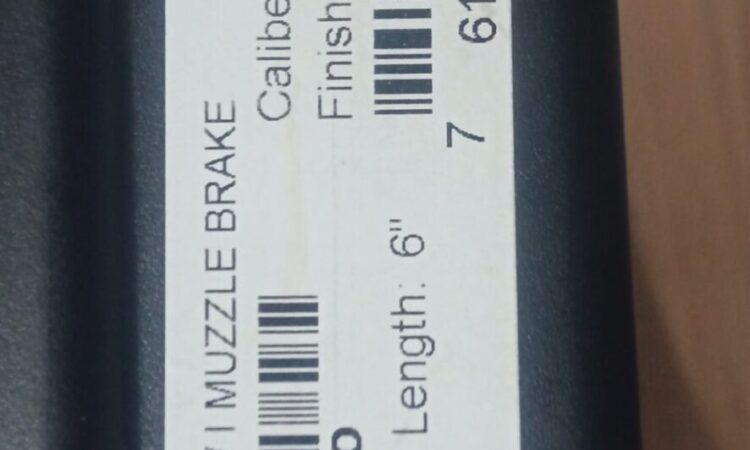 I MUZZLE BRAKE
Calibe
Finish
Length: 6"
7 61